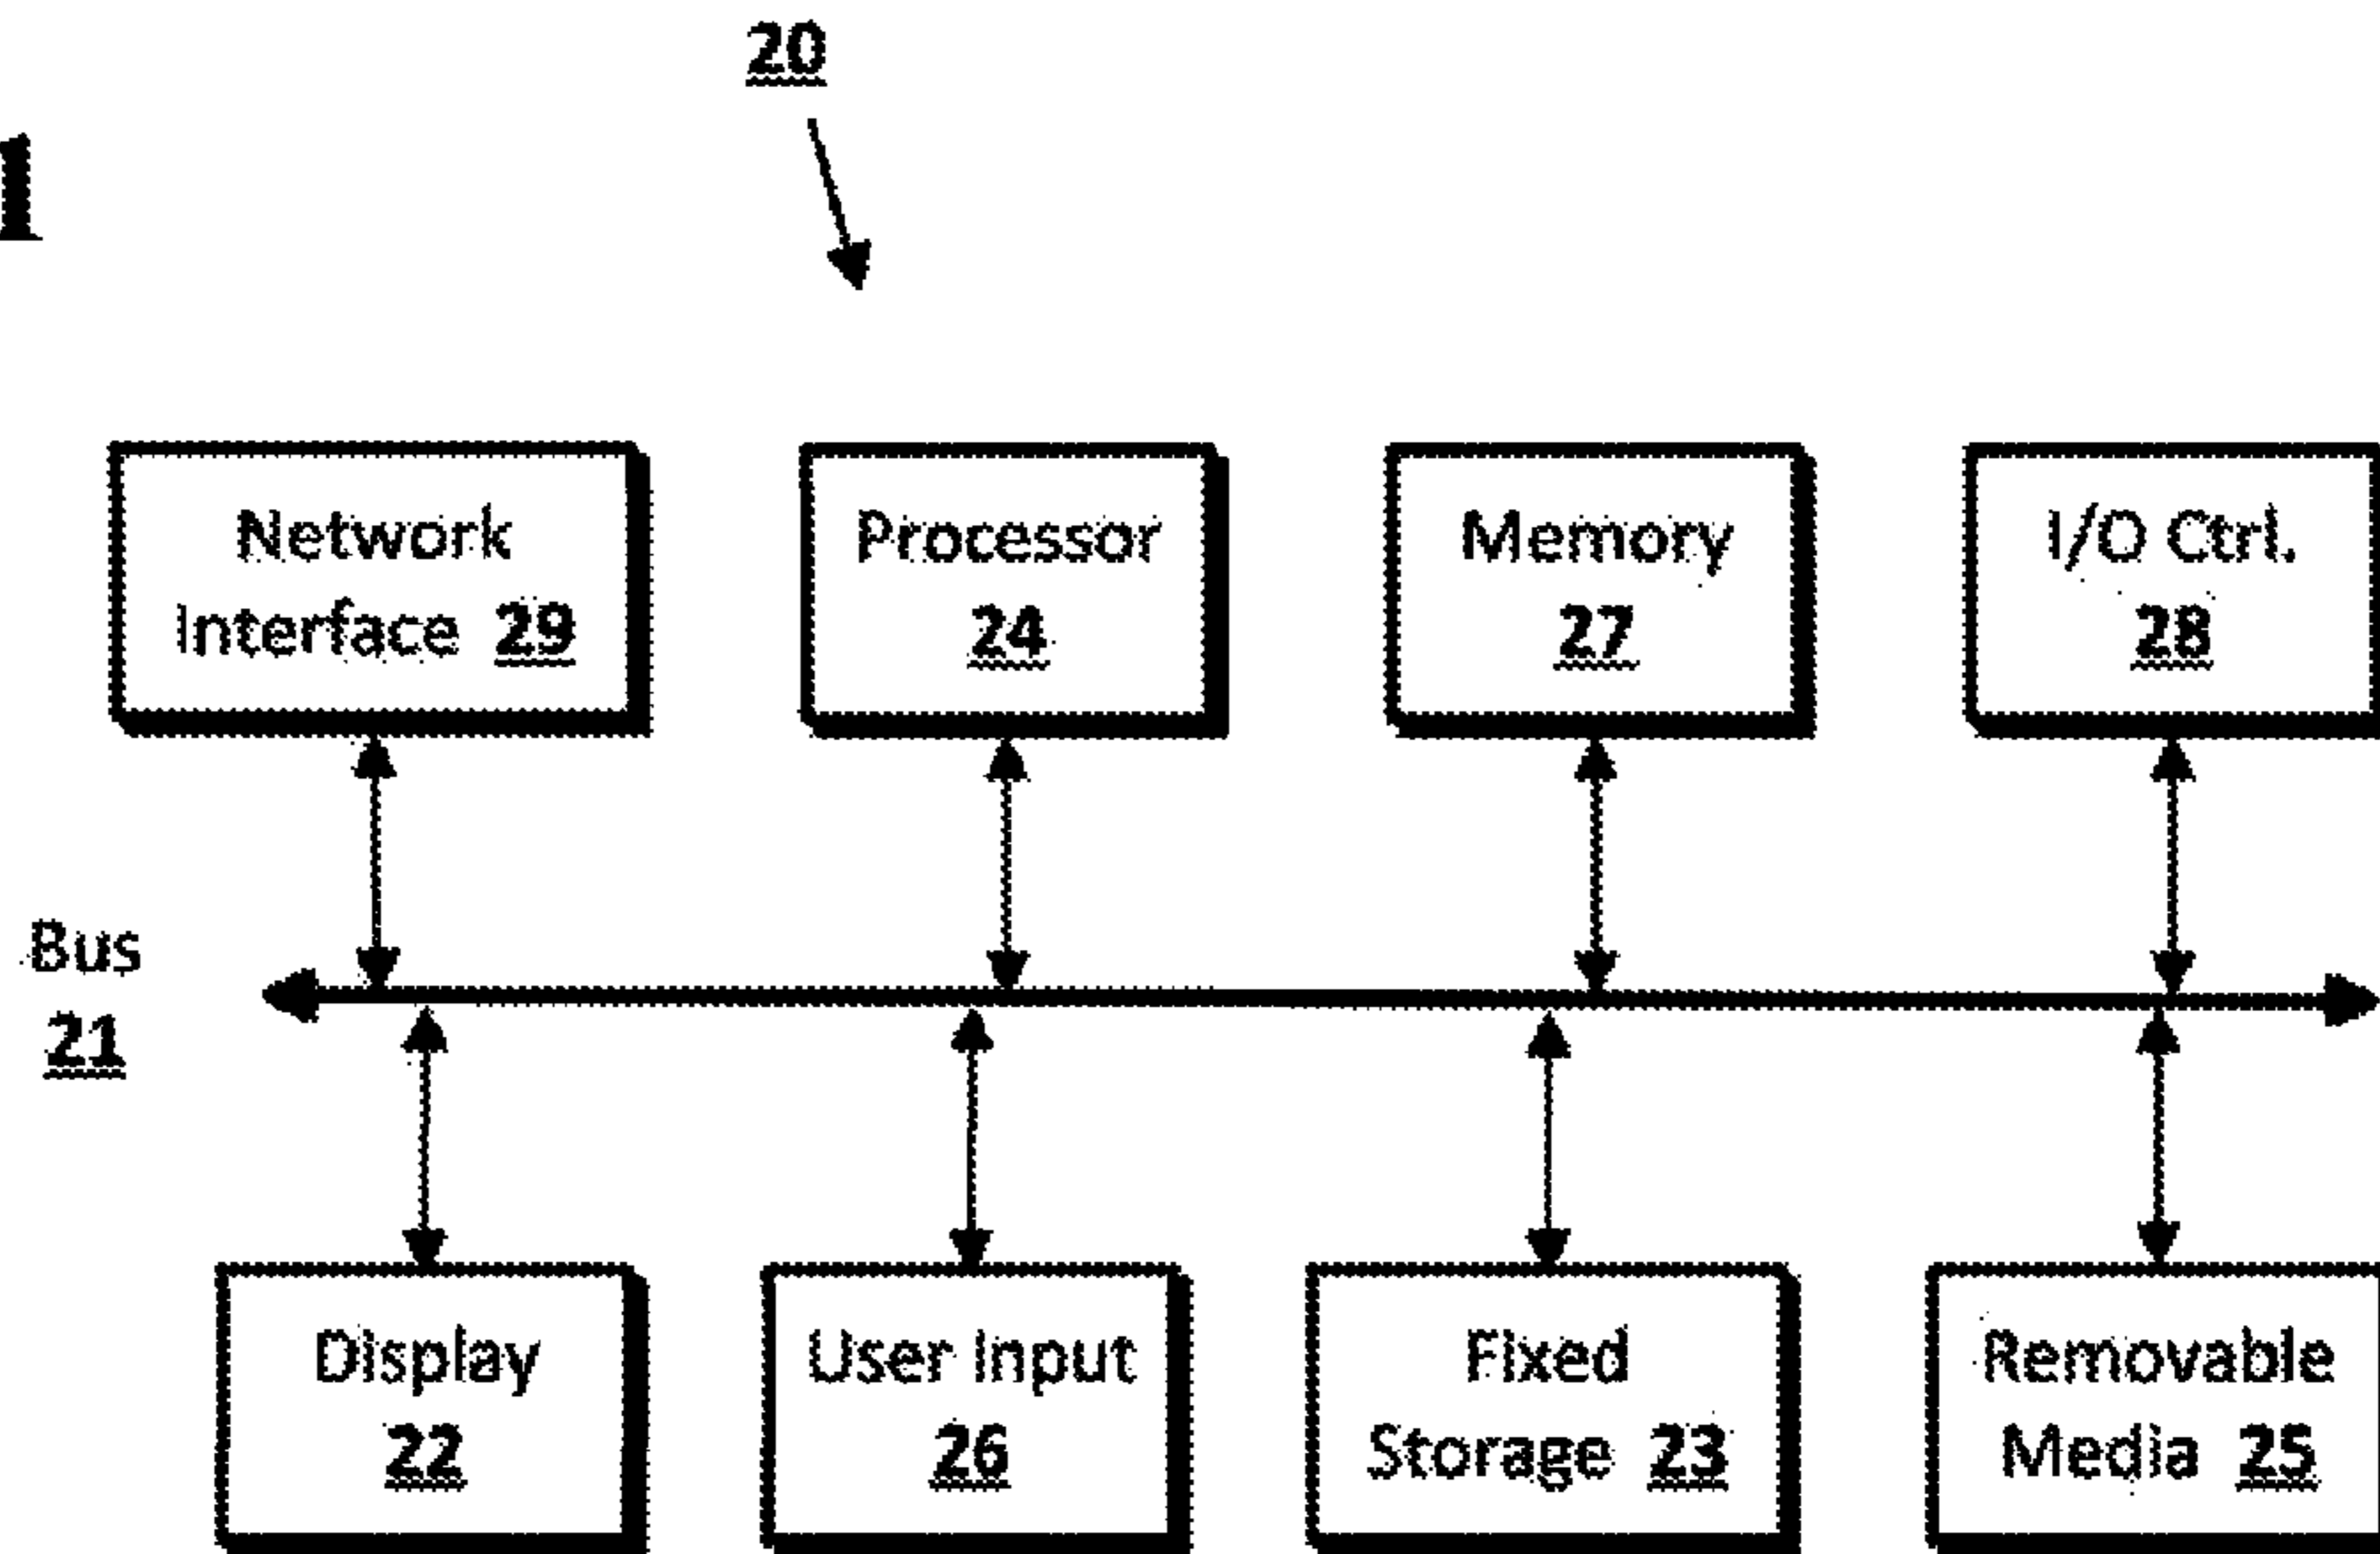 20
1
Network
Interface 29
Processor
24
Memory
27
I/O Ctrl.
28
Bus
21
Display
22
User Input
26
Fixed
Storage 23
Removable
Media 25